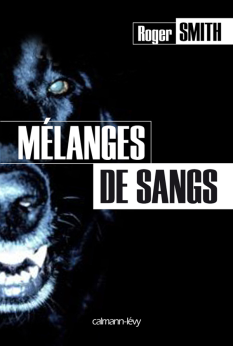 Roger SMITH
MÉLANGES
DE SANGS
calmann-lévy